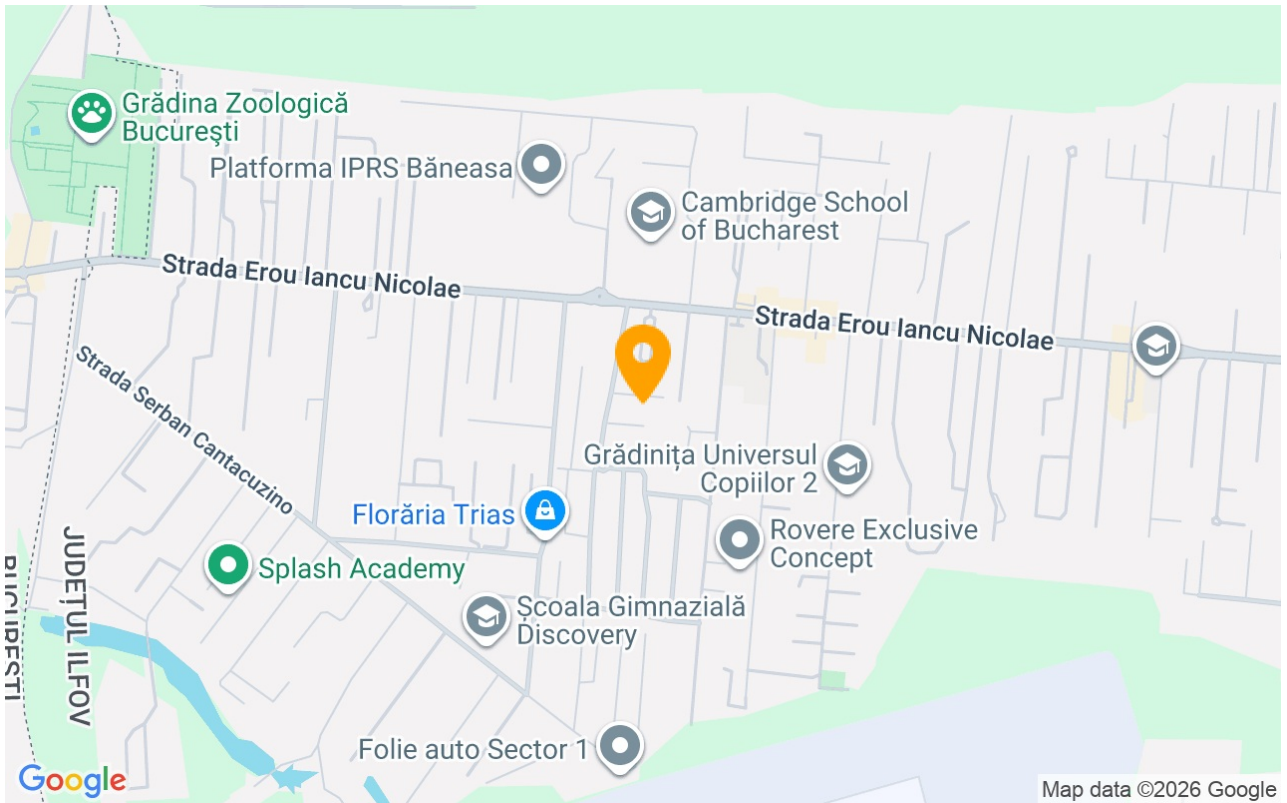 Grădina Zoologică
Bucureşti
Platforma IPRS Băneasa
Cambridge School
of Bucharest
Strada Erou Iancu Nicolae
Strada Erou Iancu Nicolae
Strada Serban Cantacuzino
Grădinița Universul
Copiilor 2
Florăria Trias
Rovere Exclusive
Concept
Splash Academy
Școala Gimnazială
Discovery
JUDEȚUL ILFOV
BUCUREȘTI
Folie auto Sector 1
Google
Map data ©2026 Google